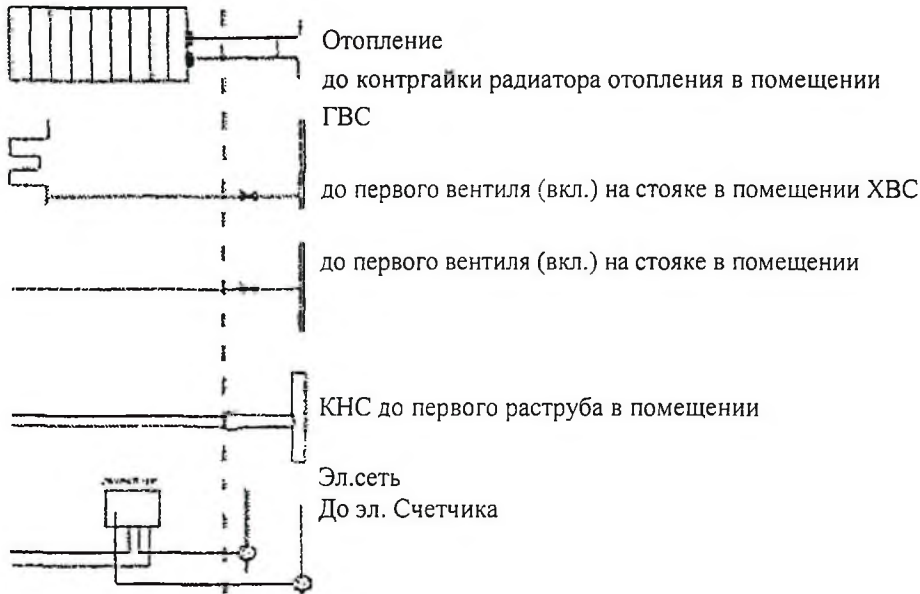 Отопление
до контргайки радиатора отопления в помещении
ГВС
до первого вентиля (вкл.) на стояке в помещении ХВС
до первого вентиля (вкл.) на стояке в помещении
КНС до первого раструба в помещении
Эл.сеть
До эл. Счетчика